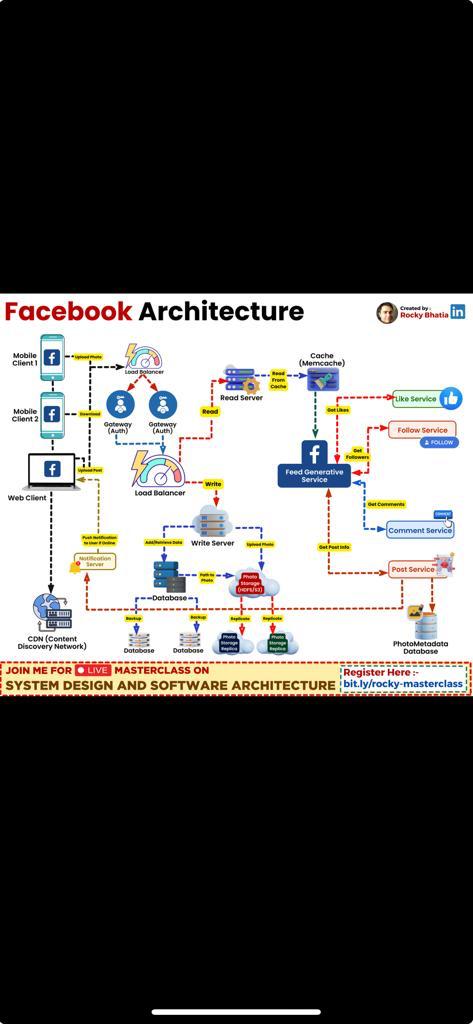 Facebook Architecture
Created by :
Rocky Bhatia
in
Mobile
Client 1
Upload Photo
Load Balancer
Mobile
Client 2
Download
Gateway
(Auth)
Gateway
(Auth)
Upload Post
Web Client
Load Balancer
Read
Read Server
Read
From
Cache
Cache
(Memcache)
Get Likes
Like Service
Follow Service
FOLLOW
Get
Followers
Feed Generative
Service
Get Comments
COMMENT
Comment Service
Write
Write Server
Get Post Info
Post Service
Push Notification
to User if Online
Notification
Server
Add/Retrieve Data
Upload Photo
Database
Path to
Photo
Photo
Storage
(HDFS/S3)
Backup
Backup
Replicate
Replicate
Database
Database
Photo
Storage
Replica
Photo
Storage
Replica
CDN (Content
Discovery Network)
PhotoMetadata
Database
JOIN ME FOR LIVE MASTERCLASS ON
SYSTEM DESIGN AND SOFTWARE ARCHITECTURE
Register Here :-
bit.ly/rocky-masterclass